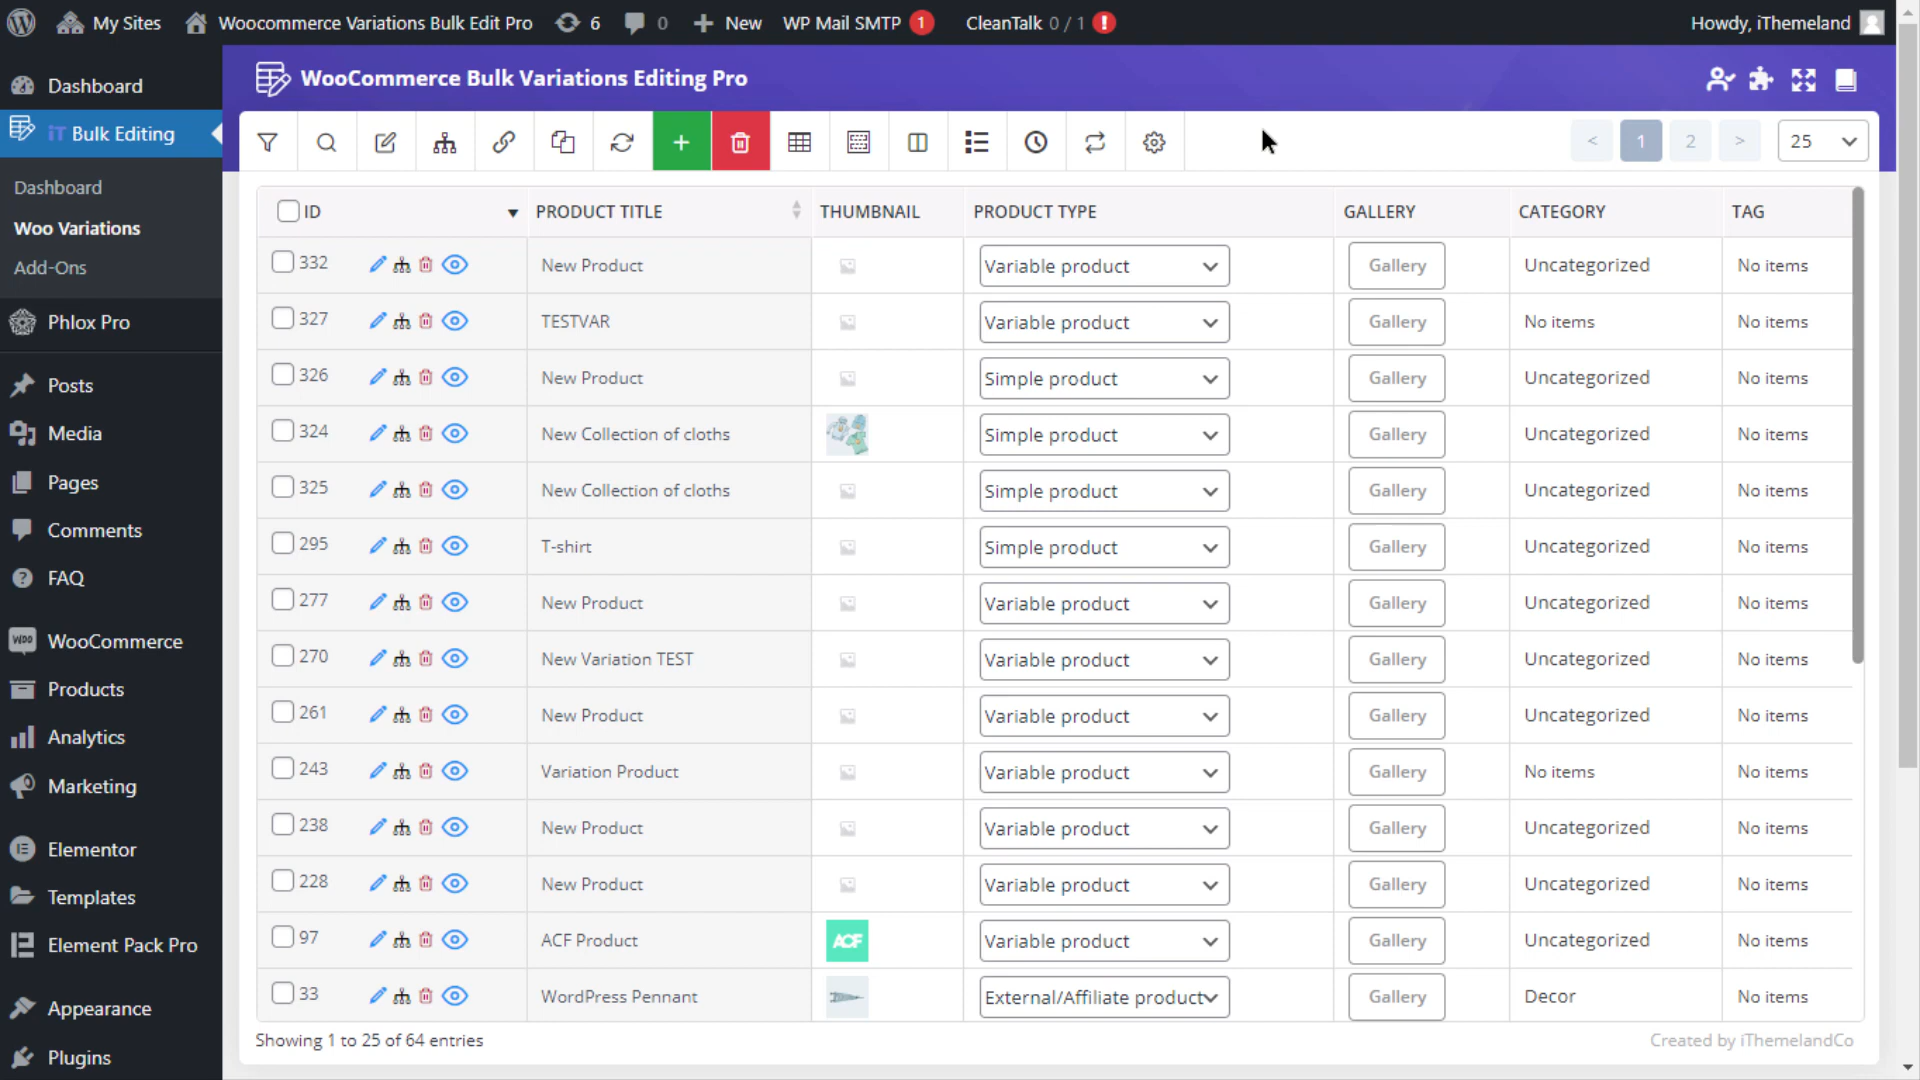 My Sites
Woocommerce Variations Bulk Edit Pro
6
0
New
WP Mail SMTP 1
CleanTalk 0 / 1 !
Howdy, iThemeland
Dashboard
iT Bulk Editing
Dashboard
Woo Variations
Add-Ons
Phlox Pro
Posts
Media
Pages
Comments
FAQ
WooCommerce
Products
Analytics
Marketing
Elementor
Templates
Element Pack Pro
Appearance
Plugins
WooCommerce Bulk Variations Editing Pro
< 1 2 > 25
ID PRODUCT TITLE THUMBNAIL PRODUCT TYPE GALLERY CATEGORY TAG
332 New Product Variable product Gallery Uncategorized No items
327 TESTVAR Variable product Gallery No items No items
326 New Product Simple product Gallery Uncategorized No items
324 New Collection of cloths Simple product Gallery Uncategorized No items
325 New Collection of cloths Simple product Gallery Uncategorized No items
295 T-shirt Simple product Gallery Uncategorized No items
277 New Product Variable product Gallery Uncategorized No items
270 New Variation TEST Variable product Gallery Uncategorized No items
261 New Product Variable product Gallery Uncategorized No items
243 Variation Product Variable product Gallery No items No items
238 New Product Variable product Gallery Uncategorized No items
228 New Product Variable product Gallery Uncategorized No items
97 ACF Product ACF Variable product Gallery Uncategorized No items
33 WordPress Pennant External/Affiliate product Gallery Decor No items
Showing 1 to 25 of 64 entries
Created by iThemelandCo